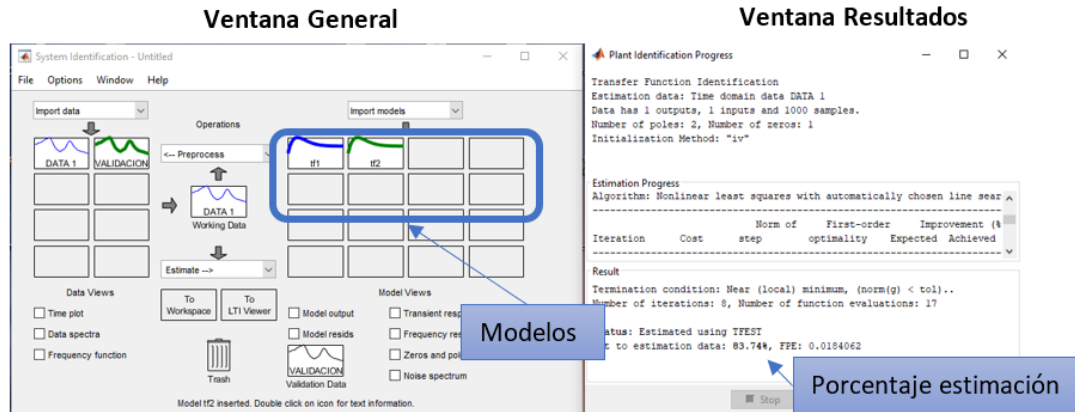 Ventana General
System Identification - Untitled
File Options Window Help
Import data
Import models
Operations
<-- Preprocess
DATA 1
VALIDACION
tf1
tf2
DATA 1
Working Data
Estimate -->
Data Views
Time plot
Data spectra
Frequency function
To Workspace
To LTI Viewer
Trash
Model Views
Model output
Model resids
Transient resp
Frequency res
Zeros and pol
Noise spectrum
VALIDACION
Validation Data
Model tf2 inserted. Double click on icon for text information.
Modelos
Ventana Resultados
Plant Identification Progress
Transfer Function Identification
Estimation data: Time domain data DATA 1
Data has 1 outputs, 1 inputs and 1000 samples.
Number of poles: 2, Number of zeros: 1
Initialization Method: "iv"
Estimation Progress
Algorithm: Nonlinear least squares with automatically chosen line sear
Norm of First-order Improvement (%
Iteration Cost step optimality Expected Achieved
Result
Termination condition: Near (local) minimum, (norm(g) < tol)..
Number of iterations: 8, Number of function evaluations: 17
Status: Estimated using TFEST
to estimation data: 83.74%, FPE: 0.0184062
Stop
Porcentaje estimación